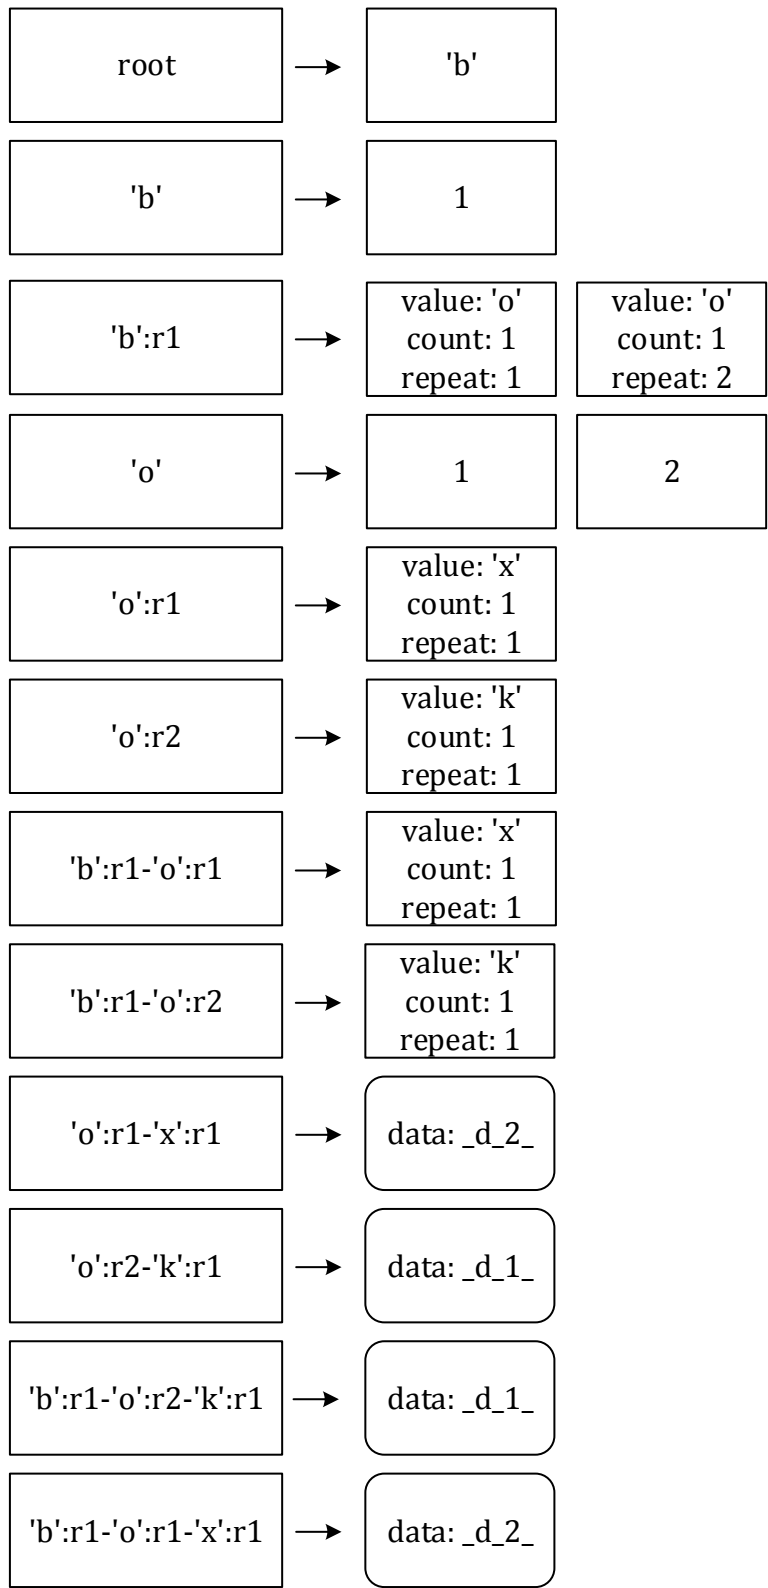 root
'b'
'b'
1
'b':r1
value: 'o'
count: 1
repeat: 1
value: 'o'
count: 1
repeat: 2
'o'
1
2
'o':r1
value: 'x'
count: 1
repeat: 1
'o':r2
value: 'k'
count: 1
repeat: 1
'b':r1-'o':r1
value: 'x'
count: 1
repeat: 1
'b':r1-'o':r2
value: 'k'
count: 1
repeat: 1
'o':r1-'x':r1
data: _d_2_
'o':r2-'k':r1
data: _d_1_
'b':r1-'o':r2-'k':r1
data: _d_1_
'b':r1-'o':r1-'x':r1
data: _d_2_